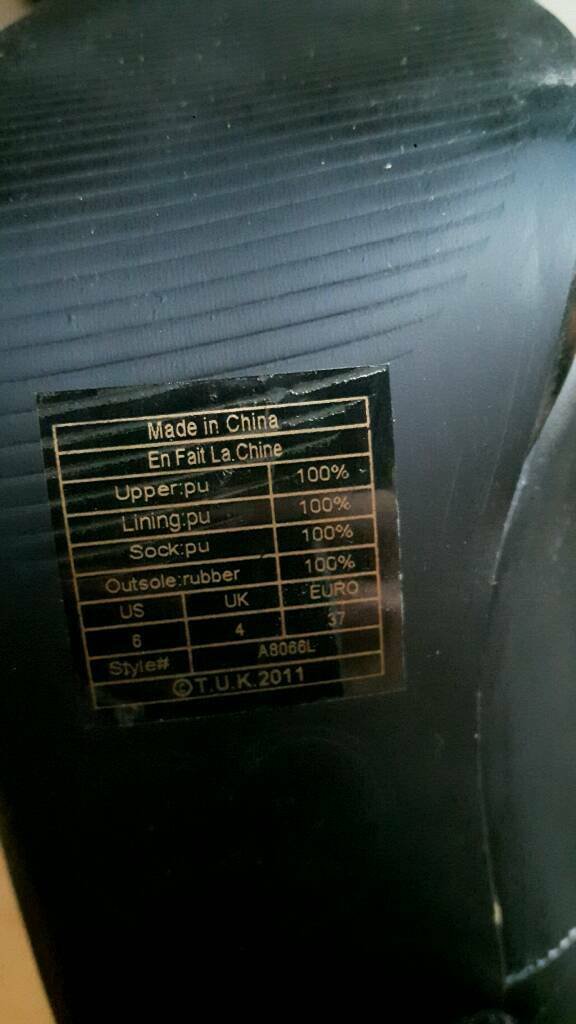 Made in China
En Fait La Chine
Upper:pu 100%
Lining:pu 100%
Sock:pu 100%
Outsole:rubber 100%
US UK EURO
6 4 37
Style# A8066L
©T.U.K.2011